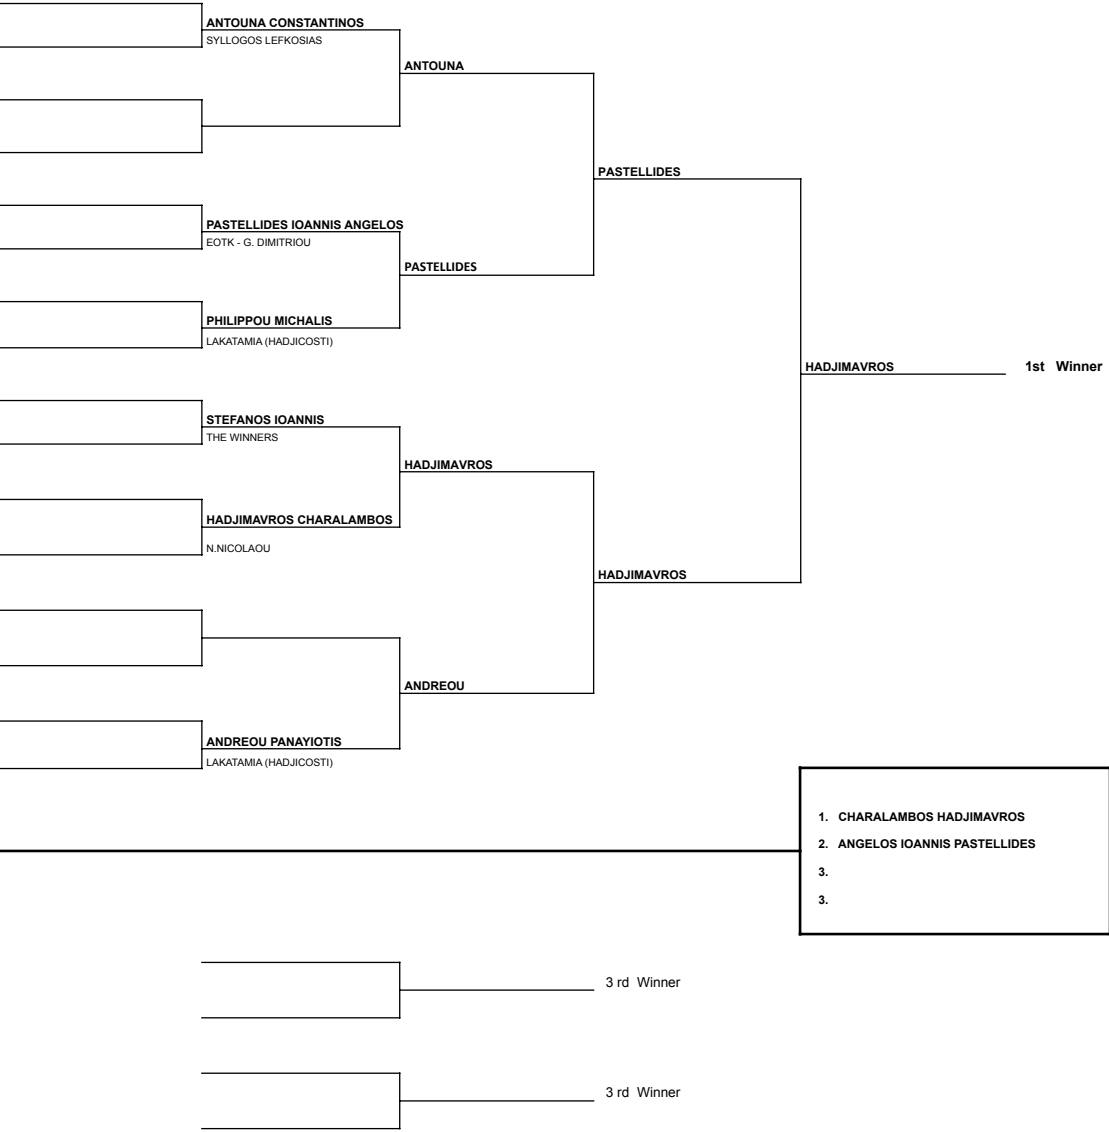 ANTOUNA CONSTANTINOS
SYLLOGOS LEFKOSIAS
ANTOUNA
PASTELLIDES
PASTELLIDES IOANNIS ANGELOS
EOTK - G. DIMITRIOU
PASTELLIDES
PHILIPPOU MICHALIS
LAKATAMIA (HADJICOSTI)
HADJIMAVROS 1st Winner
STEFANOS IOANNIS
THE WINNERS
HADJIMAVROS
HADJIMAVROS CHARALAMBOS
N.NICOLAOU
HADJIMAVROS
ANDREOU
ANDREOU PANAYIOTIS
LAKATAMIA (HADJICOSTI)
1. CHARALAMBOS HADJIMAVROS
2. ANGELOS IOANNIS PASTELLIDES
3.
3.
3 rd Winner
3 rd Winner